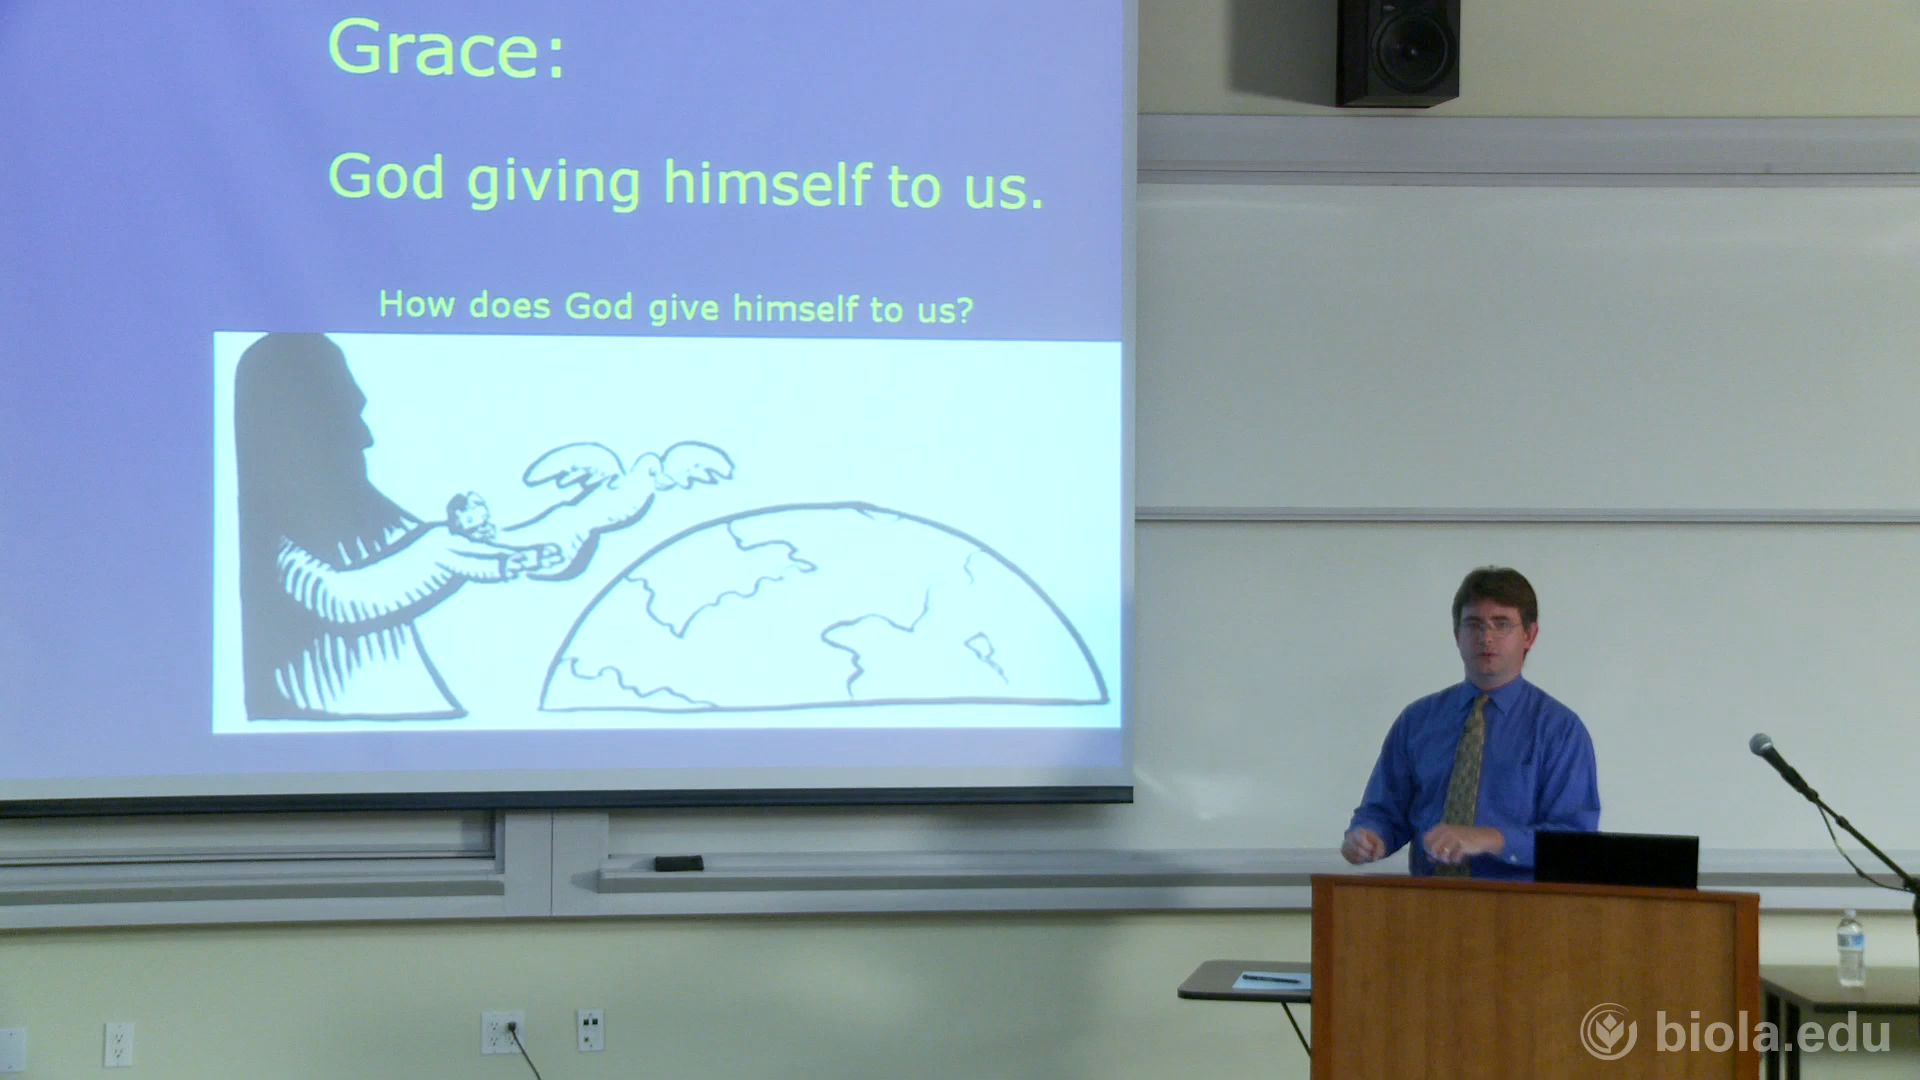 Grace:
God giving himself to us.
How does God give himself to us?
biola.edu